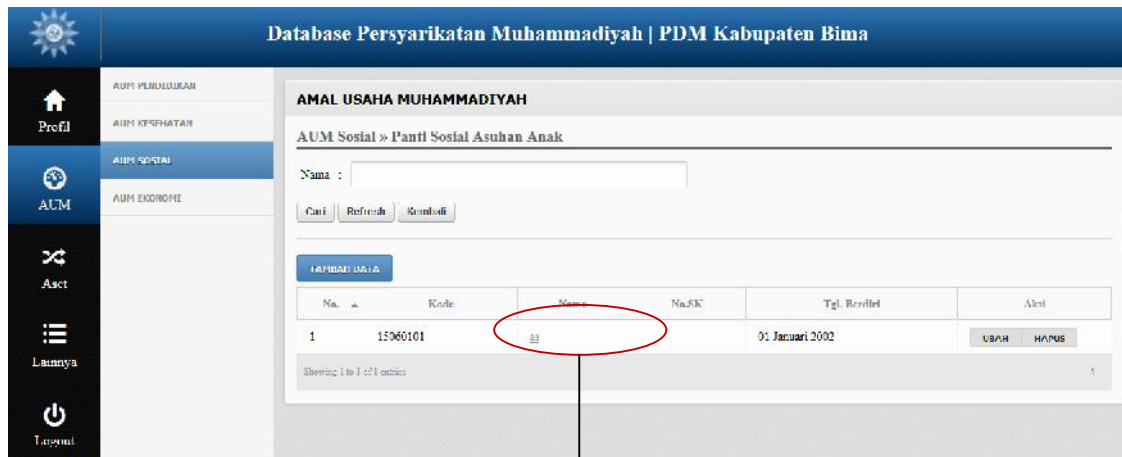 Database Persyarikatan Muhammadiyah | PDM Kabupaten Bima
Profil
AUM
Aset
Lainnya
Logout
AUM PENDIDIKAN
AUM KESEHATAN
AUM SOSIAL
AUM EKONOMI
AMAL USAHA MUHAMMADIYAH
AUM Sosial » Panti Sosial Asuhan Anak
Nama :
Cari Refresh Kembali
TAMBAH DATA
No. Kode Nama No.SK Tgl. Berdiri Aksi
1 15060101 01 Januari 2002 UBAH HAPUS
Showing 1 to 1 of 1 entries 1